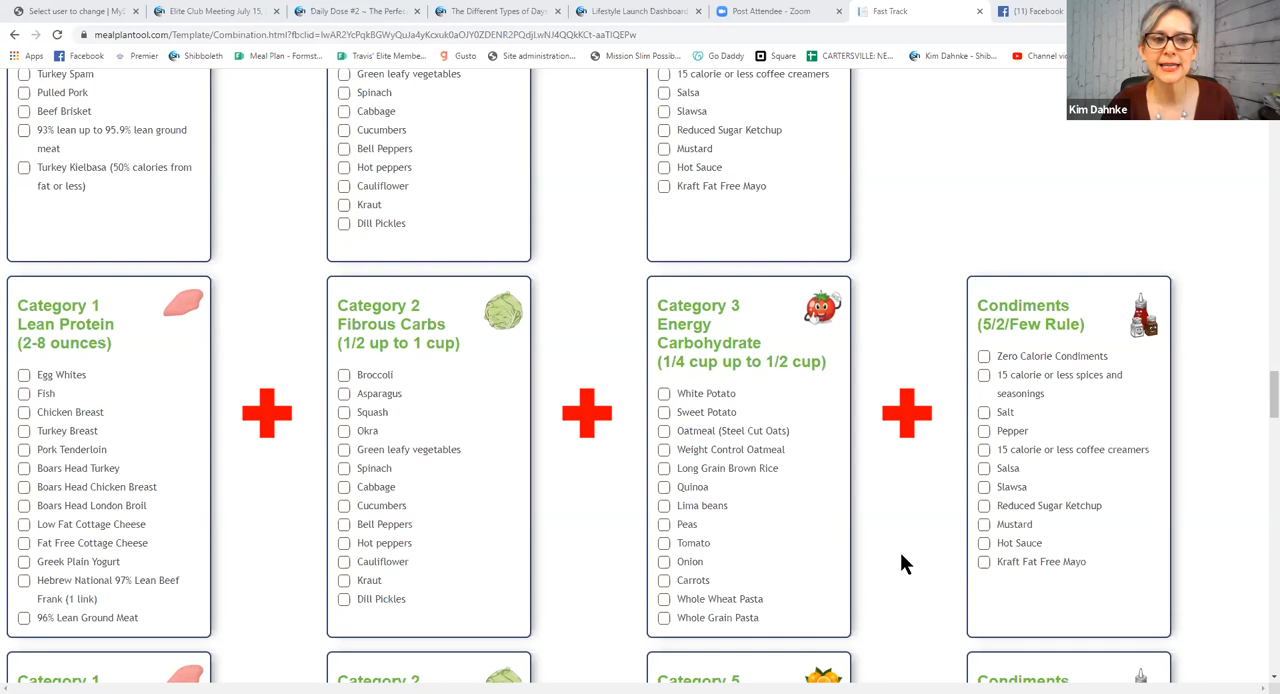 Select user to change | MyS
Elite Club Meeting July 15,
Daily Dose #2 ~ The Perfe
The Different Types of Days
Lifestyle Launch Dashboard
Post Attendee - Zoom
Fast Track
(11) Facebook
mealplantool.com/Template/Combination.html?fbclid=
Apps
Facebook
Premier
Shibboleth
Meal Plan - Formst...
Travis' Elite Membe...
Gusto
Site administration...
Mission Slim Possib...
Go Daddy
Square
CARTERSVILLE: NE...
Kim Dahnke - Shib...
Channel vi
Kim Dahnke
Turkey Spam
Pulled Pork
Beef Brisket
93% lean up to 95.9% lean ground
meat
Turkey Kielbasa (50% calories from
fat or less)
Green leafy vegetables
Spinach
Cabbage
Cucumbers
Bell Peppers
Hot peppers
Cauliflower
Kraut
Dill Pickles
15 calorie or less coffee creamers
Salsa
Slawsa
Reduced Sugar Ketchup
Mustard
Hot Sauce
Kraft Fat Free Mayo
Category 1
Lean Protein
(2-8 ounces)
Egg Whites
Fish
Chicken Breast
Turkey Breast
Pork Tenderloin
Boars Head Turkey
Boars Head Chicken Breast
Boars Head London Broil
Low Fat Cottage Cheese
Fat Free Cottage Cheese
Greek Plain Yogurt
Hebrew National 97% Lean Beef
Frank (1 link)
96% Lean Ground Meat
Category 2
Fibrous Carbs
(1/2 up to 1 cup)
Broccoli
Asparagus
Squash
Okra
Green leafy vegetables
Spinach
Cabbage
Cucumbers
Bell Peppers
Hot peppers
Cauliflower
Kraut
Dill Pickles
Category 3
Energy
Carbohydrate
(1/4 cup up to 1/2 cup)
White Potato
Sweet Potato
Oatmeal (Steel Cut Oats)
Weight Control Oatmeal
Long Grain Brown Rice
Quinoa
Lima beans
Peas
Tomato
Onion
Carrots
Whole Wheat Pasta
Whole Grain Pasta
Condiments
(5/2/Few Rule)
Zero Calorie Condiments
15 calorie or less spices and
seasonings
Salt
Pepper
15 calorie or less coffee creamers
Salsa
Slawsa
Reduced Sugar Ketchup
Mustard
Hot Sauce
Kraft Fat Free Mayo
Category 1
Category 2
Category 5
Condiments